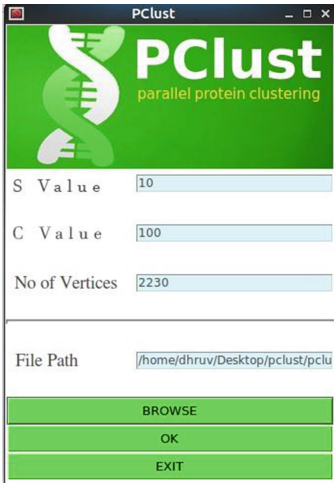 PClust
PClust
parallel protein clustering
S Value 10
C Value 100
No of Vertices 2230
File Path /home/dhruv/Desktop/pclust/pclu
BROWSE
OK
EXIT